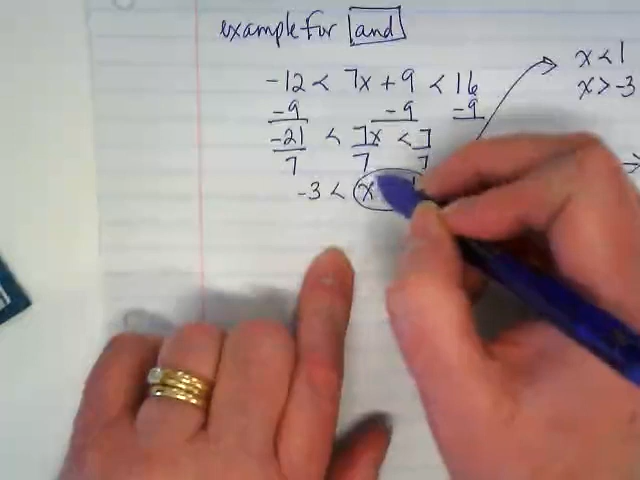 example for and
-12 < 7x + 9 < 16
-9 -9 -9
-21 < 7x < 7
7 7 7
-3 < x
x < 1
x > -3